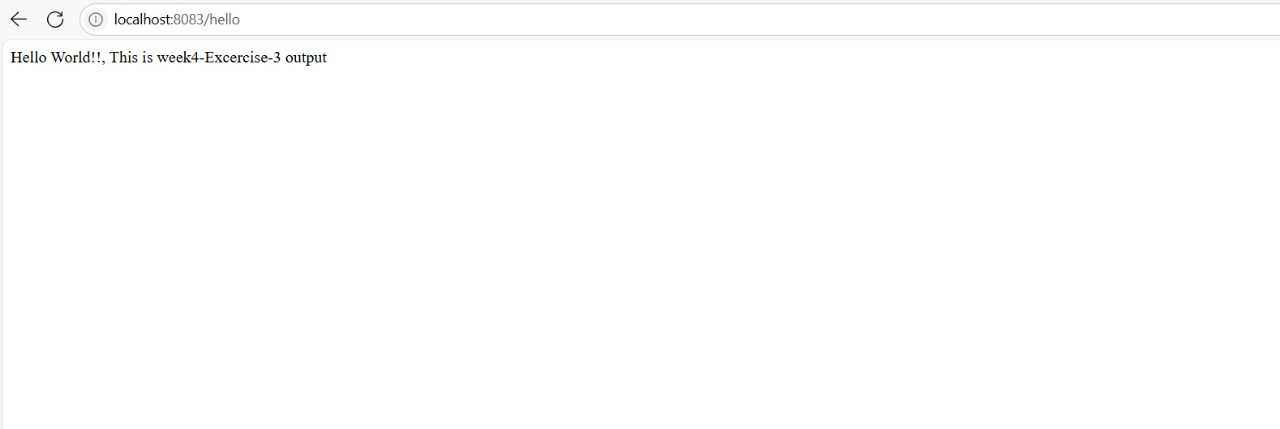 localhost:8083/hello
Hello World!!, This is week4-Excercise-3 output